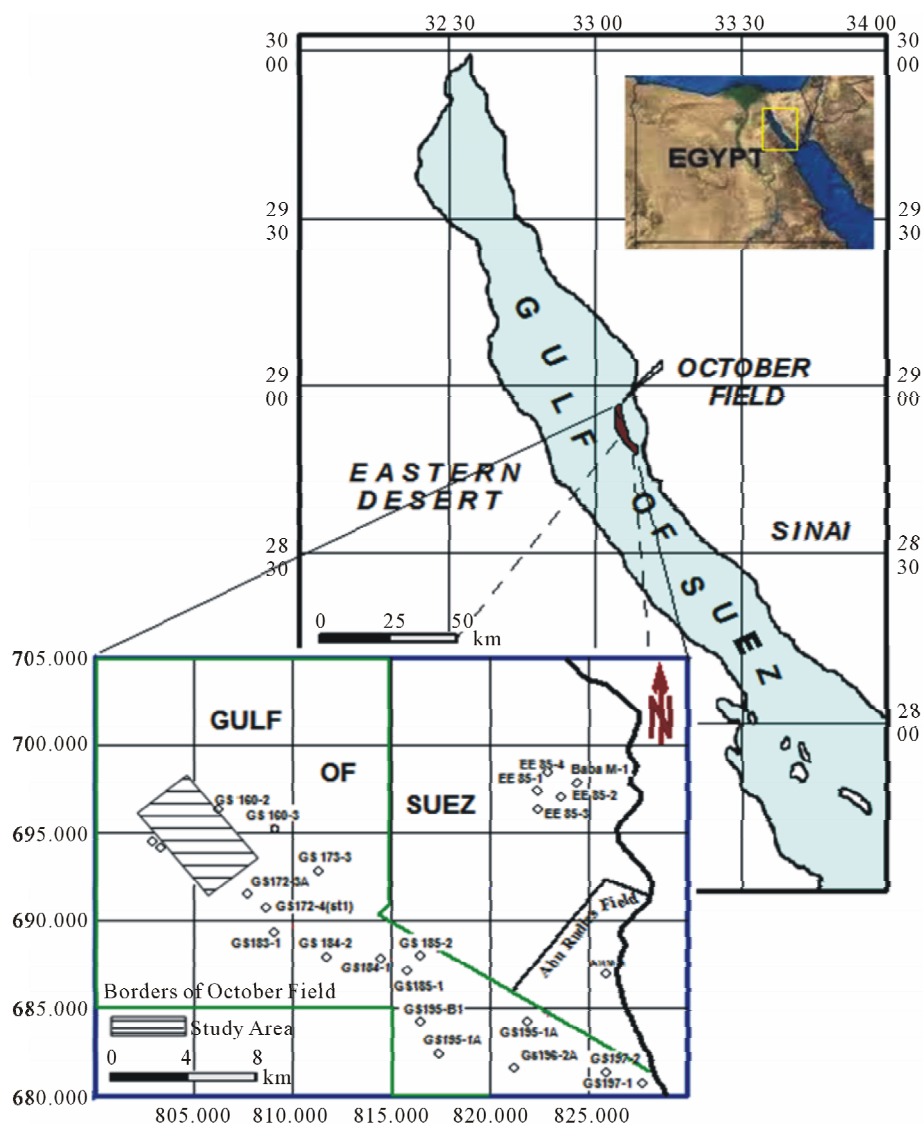 32 30
33 00
33 30
34 00
30
00
30
00
EGYPT
29
30
29
30
GULF OF SUEZ
29
00
29
00
OCTOBER
FIELD
EASTERN
DESERT
SINAI
28
30
28
30
0 25 50
km
28
00
705.000
700.000
695.000
690.000
685.000
680.000
GULF
OF
SUEZ
N
EE 85-4
Baba M-1
EE 85-1
EE 85-2
EE 85-3
GS 160-2
GS 160-3
GS 173-3
GS172-3A
GS172-4(st1)
GS183-1
GS 184-2
GS184-1
GS 185-2
GS185-1
Abu Rudies Field
GS195-B1
GS195-1A
GS195-1A
GS196-2A
GS197-2
GS197-1
Borders of October Field
Study Area
0 4 8
km
805.000
810.000
815.000
820.000
825.000